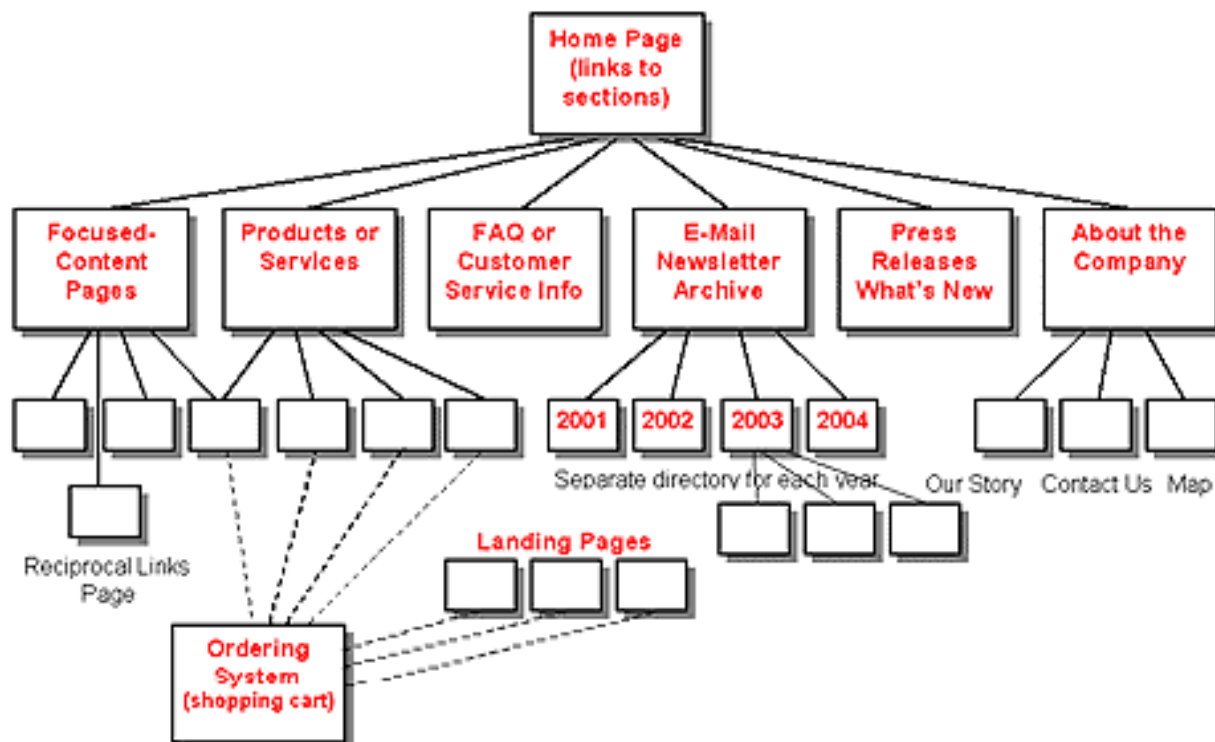 Home Page
(links to
sections)
Focused-
Content
Pages
Products or
Services
FAQ or
Customer
Service Info
E-Mail
Newsletter
Archive
Press
Releases
What's New
About the
Company
2001
2002
2003
2004
Separate directory for each year
Our Story
Contact Us
Map
Reciprocal Links
Page
Landing Pages
Ordering
System
(shopping cart)